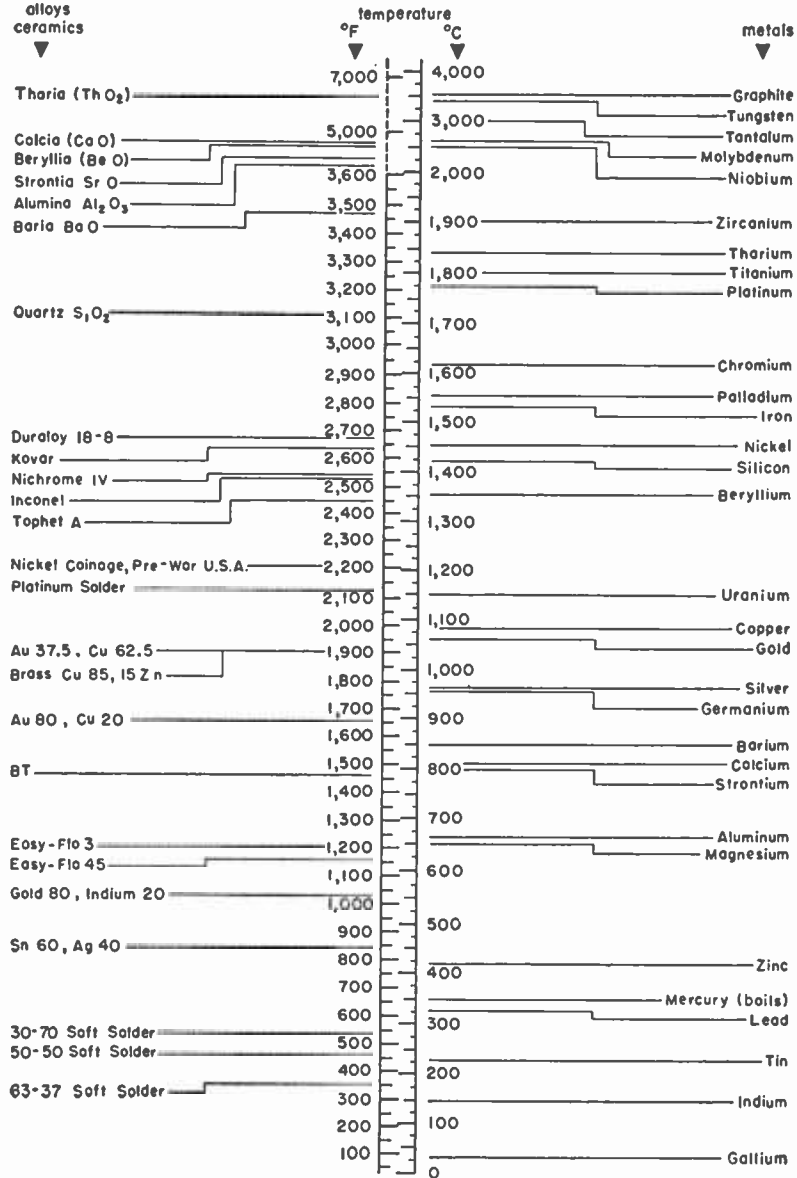 alloys
ceramics
temperature
°F
°C
metals
Thoria (ThO₂)
Calcia (CaO)
Beryllia (BeO)
Strontia SrO
Alumina Al₂O₃
Baria BaO
Quartz SiO₂
Duraloy 18-8
Kovar
Nichrome IV
Inconel
Tophet A
Nickel Coinage, Pre-War U.S.A.
Platinum Solder
Au 37.5, Cu 62.5
Brass Cu 85, 15 Zn
Au 80, Cu 20
BT
Easy-Flo 3
Easy-Flo 45
Gold 80, Indium 20
Sn 60, Ag 40
30-70 Soft Solder
50-50 Soft Solder
63-37 Soft Solder
7,000
5,000
3,600
3,500
3,400
3,300
3,200
3,100
3,000
2,900
2,800
2,700
2,600
2,500
2,400
2,300
2,200
2,100
2,000
1,900
1,800
1,700
1,600
1,500
1,400
1,300
1,200
1,100
1,000
900
800
700
600
500
400
300
200
100
4,000
3,000
2,000
1,900
1,800
1,700
1,600
1,500
1,400
1,300
1,200
1,100
1,000
900
800
700
600
500
400
300
200
100
0
Graphite
Tungsten
Tantalum
Molybdenum
Niobium
Zirconium
Thorium
Titanium
Platinum
Chromium
Palladium
Iron
Nickel
Silicon
Beryllium
Uranium
Copper
Gold
Silver
Germanium
Barium
Calcium
Strontium
Aluminum
Magnesium
Zinc
Mercury (boils)
Lead
Tin
Indium
Gallium